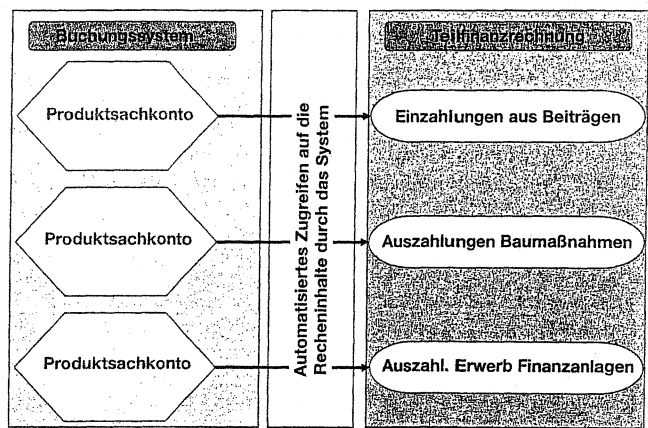 Buchungssystem
Teilfinanzrechnung
Produktsachkonto
Einzahlungen aus Beiträgen
Automatisiertes Zugreifen auf die
Recheninhalte durch das System
Produktsachkonto
Auszahlungen Baumaßnahmen
Produktsachkonto
Auszahl. Erwerb Finanzanlagen